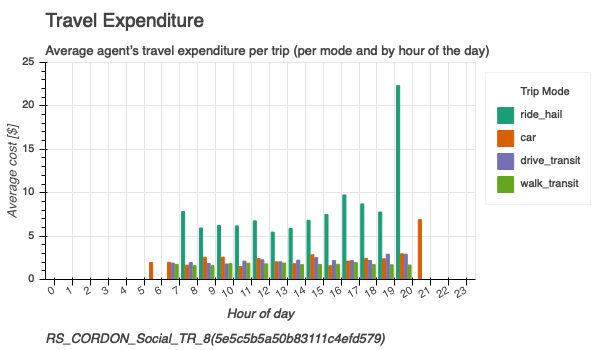 Travel Expenditure
Average agent's travel expenditure per trip (per mode and by hour of the day)
25
20
15
10
5
0
Average cost [$]
0 1 2 3 4 5 6 7 8 9 10 11 12 13 14 15 16 17 18 19 20 21 22 23
Hour of day
Trip Mode
ride_hail
car
drive_transit
walk_transit
RS_CORDON_Social_TR_8(5e5c5b5a50b83111c4efd579)